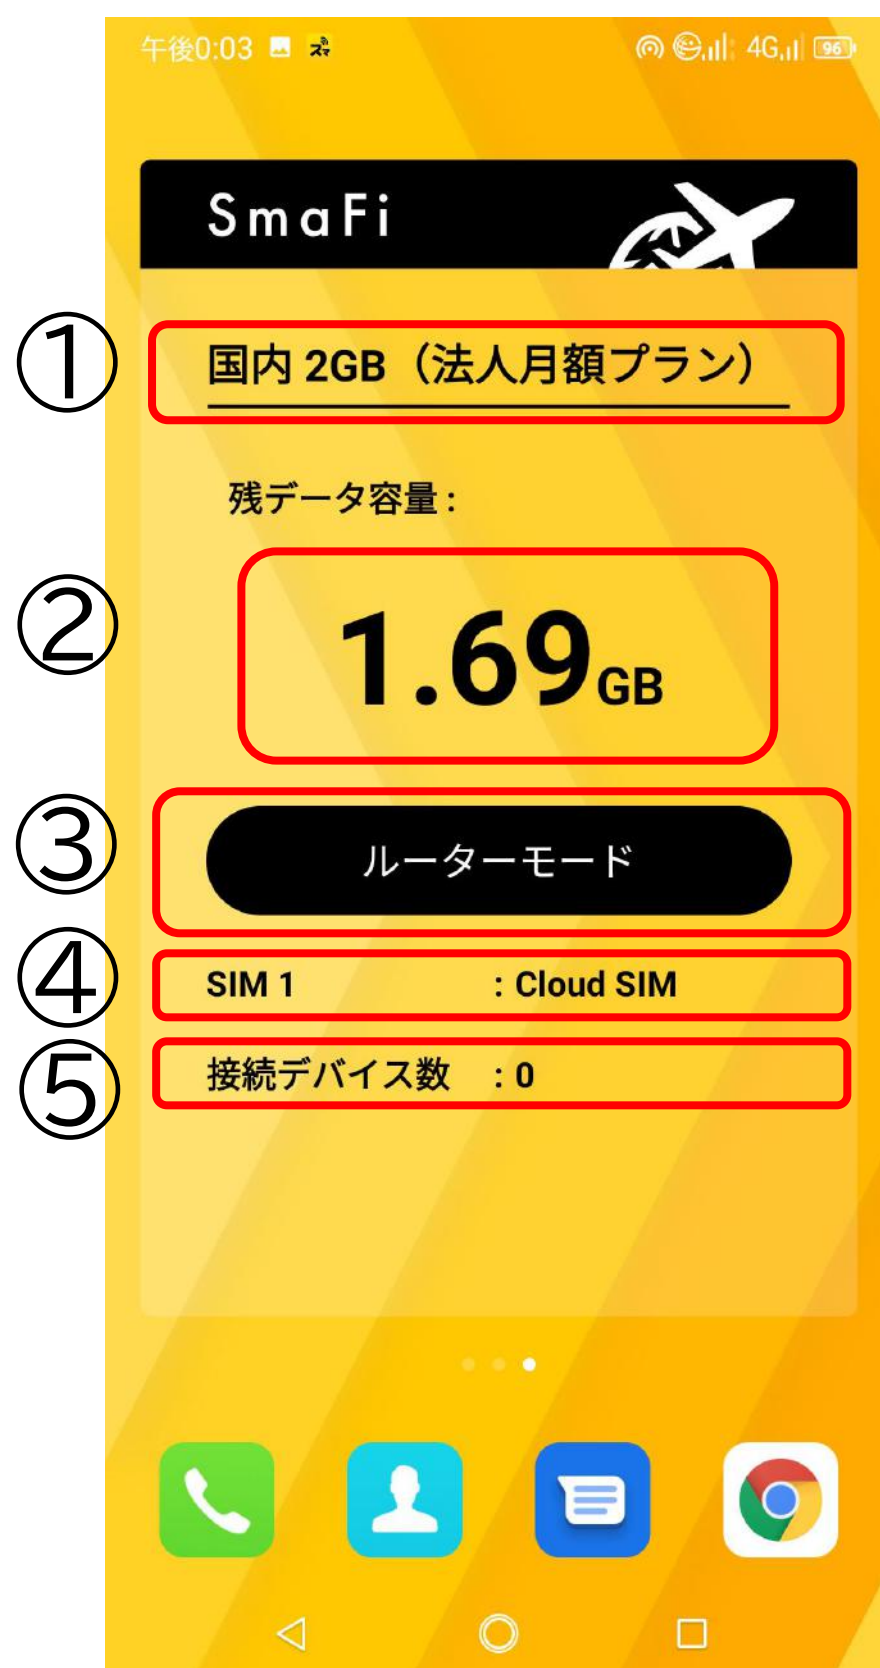 午後0:03 スマ 4G 96
SmaFi
① 国内 2GB（法人月額プラン）
残データ容量 :
② 1.69GB
③ ルーターモード
④ SIM 1 : Cloud SIM
⑤ 接続デバイス数 : 0